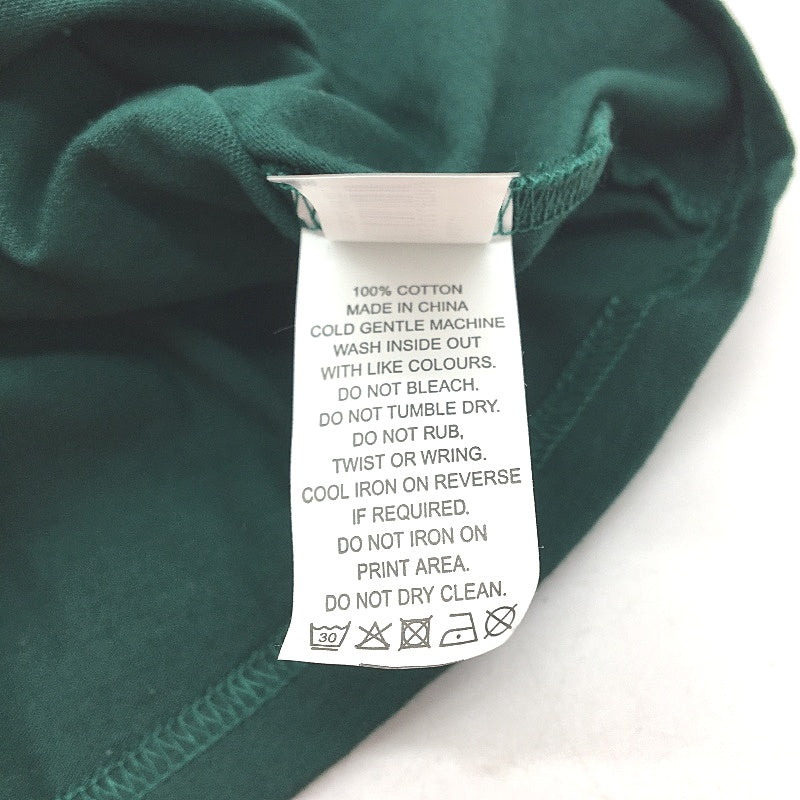 100% COTTON
MADE IN CHINA
COLD GENTLE MACHINE
WASH INSIDE OUT
WITH LIKE COLOURS.
DO NOT BLEACH.
DO NOT TUMBLE DRY.
DO NOT RUB,
TWIST OR WRING.
COOL IRON ON REVERSE
IF REQUIRED.
DO NOT IRON ON
PRINT AREA.
DO NOT DRY CLEAN.
30